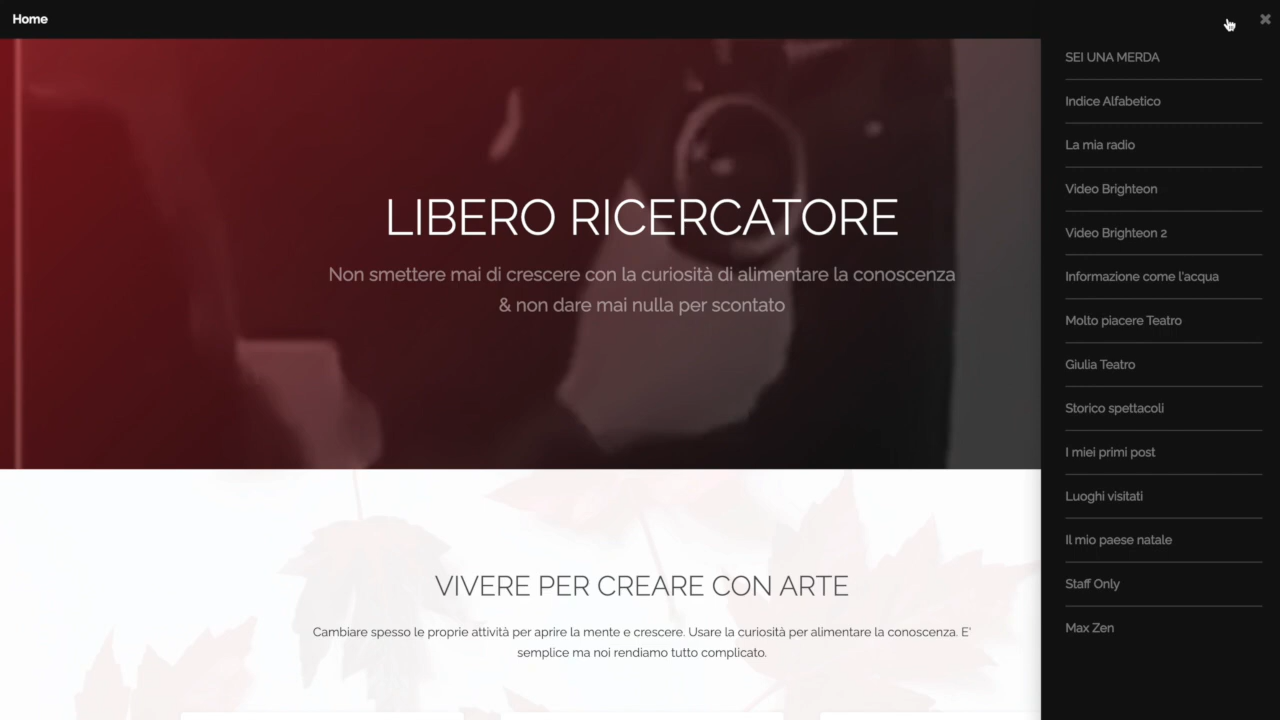 Home
LIBERO RICERCATORE
Non smettere mai di crescere con la curiosità di alimentare la conoscenza
& non dare mai nulla per scontato
VIVERE PER CREARE CON ARTE
Cambiare spesso le proprie attività per aprire la mente e crescere. Usare la curiosità per alimentare la conoscenza. E'
semplice ma noi rendiamo tutto complicato.
SEI UNA MERDA
Indice Alfabetico
La mia radio
Video Brighteon
Video Brighteon 2
Informazione come l'acqua
Molto piacere Teatro
Giulia Teatro
Storico spettacoli
I miei primi post
Luoghi visitati
Il mio paese natale
Staff Only
Max Zen